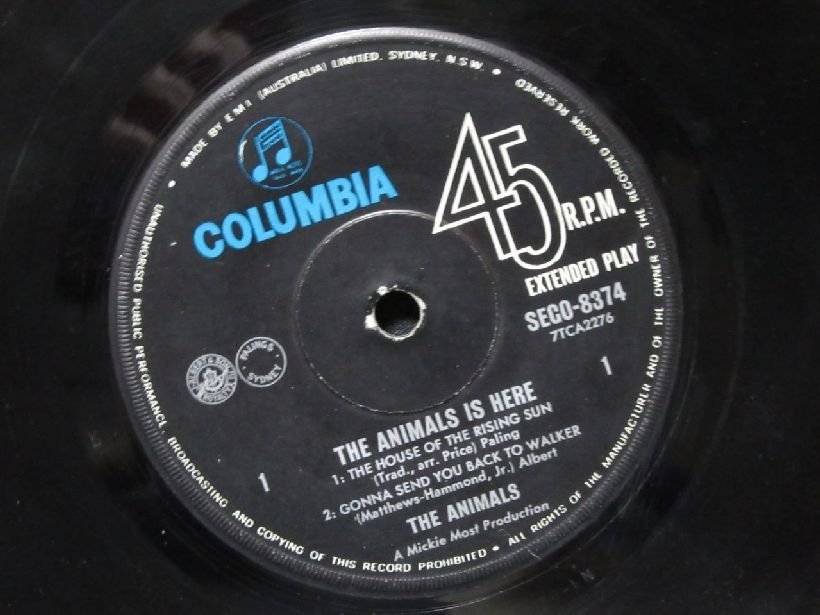 MADE BY E.M.I. (AUSTRALIA) LIMITED. SYDNEY, N.S.W. •
ALL RIGHTS OF THE MANUFACTURER AND OF THE OWNER OF THE RECORDED WORK RESERVED
• UNAUTHORISED PUBLIC PERFORMANCE, BROADCASTING AND COPYING OF THIS RECORD PROHIBITED •
COLUMBIA
45
R.P.M.
EXTENDED PLAY
SECO-8374
7TCA2276
PALINGS
SYDNEY
1
1
THE ANIMALS IS HERE
1: THE HOUSE OF THE RISING SUN
(Trad., arr. Price) Paling
2: GONNA SEND YOU BACK TO WALKER
(Matthews-Hammond, Jr.) Albert
THE ANIMALS
A Mickie Most Production